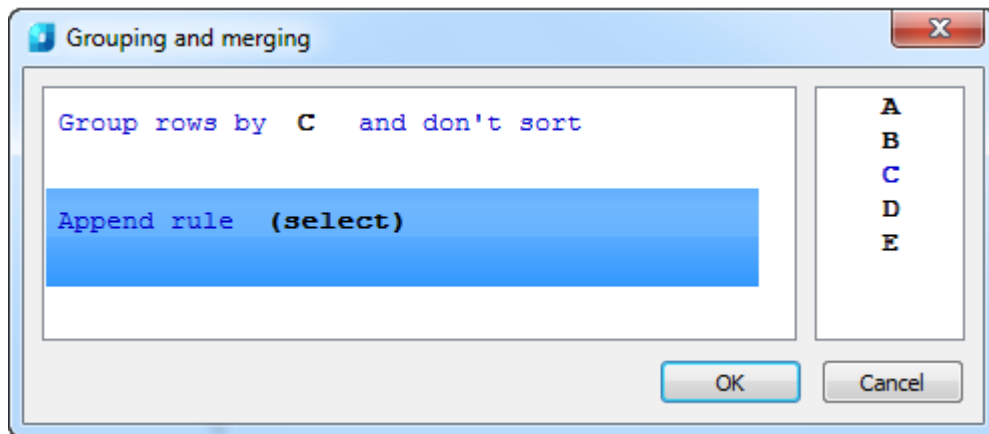 Grouping and merging
Group rows by C and don't sort
Append rule (select)
A
B
C
D
E
OK
Cancel